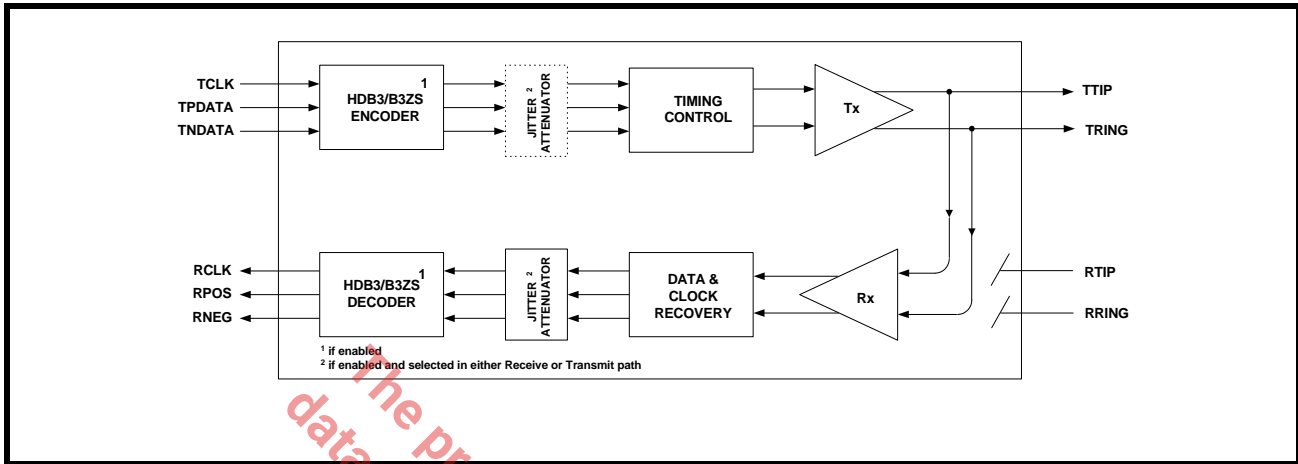 TCLK
TPDATA
TNDATA
HDB3/B3ZS 1
ENCODER
JITTER 2
ATTENUATOR
TIMING
CONTROL
Tx
TTIP
TRING
RCLK
RPOS
RNEG
HDB3/B3ZS 1
DECODER
JITTER 2
ATTENUATOR
DATA &
CLOCK
RECOVERY
Rx
RTIP
RRING
1 if enabled
2 if enabled and selected in either Receive or Transmit path
The pr
data